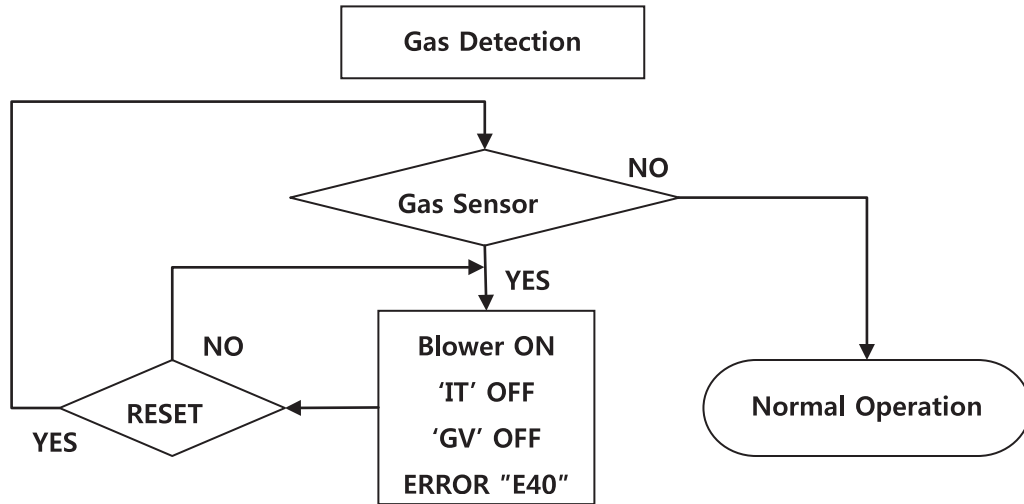 Gas Detection
NO
Gas Sensor
YES
Blower ON
‘IT’ OFF
‘GV’ OFF
ERROR "E40"
NO
RESET
YES
Normal Operation